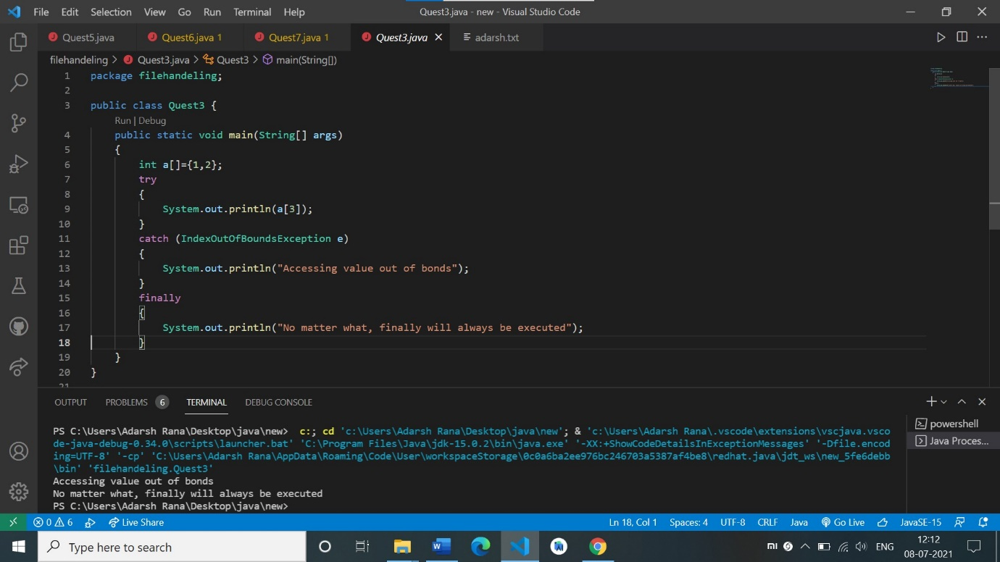 File Edit Selection View Go Run Terminal Help Quest3.java - new - Visual Studio Code
Quest5.java Quest6.java 1 Quest7.java 1 Quest3.java adarsh.txt
filehandeling > Quest3.java > Quest3 > main(String[])
1 package filehandeling;
2
3 public class Quest3 {
Run | Debug
4 public static void main(String[] args)
5 {
6 int a[]={1,2};
7 try
8 {
9 System.out.println(a[3]);
10 }
11 catch (IndexOutOfBoundsException e)
12 {
13 System.out.println("Accessing value out of bonds");
14 }
15 finally
16 {
17 System.out.println("No matter what, finally will always be executed");
18 }
19 }
20 }
21
OUTPUT PROBLEMS 6 TERMINAL DEBUG CONSOLE
PS C:\Users\Adarsh Rana\Desktop\java\new> c:; cd 'c:\Users\Adarsh Rana\Desktop\java\new'; & 'c:\Users\Adarsh Rana\.vscode\extensions\vscjava.vsco
de-java-debug-0.34.0\scripts\launcher.bat' 'C:\Program Files\Java\jdk-15.0.2\bin\java.exe' '-XX:+ShowCodeDetailsInExceptionMessages' '-Dfile.encod
ing=UTF-8' '-cp' 'C:\Users\Adarsh Rana\AppData\Roaming\Code\User\workspaceStorage\0c0a6ba2ee976bc246703a5387af4be8\redhat.java\jdt_ws\new_5fe6debb
\bin' 'filehandeling.Quest3'
Accessing value out of bonds
No matter what, finally will always be executed
PS C:\Users\Adarsh Rana\Desktop\java\new>
powershell
Java Proces...
0 6 Live Share Ln 18, Col 1 Spaces: 4 UTF-8 CRLF Java Go Live JavaSE-15
Type here to search
ENG
12:12
08-07-2021